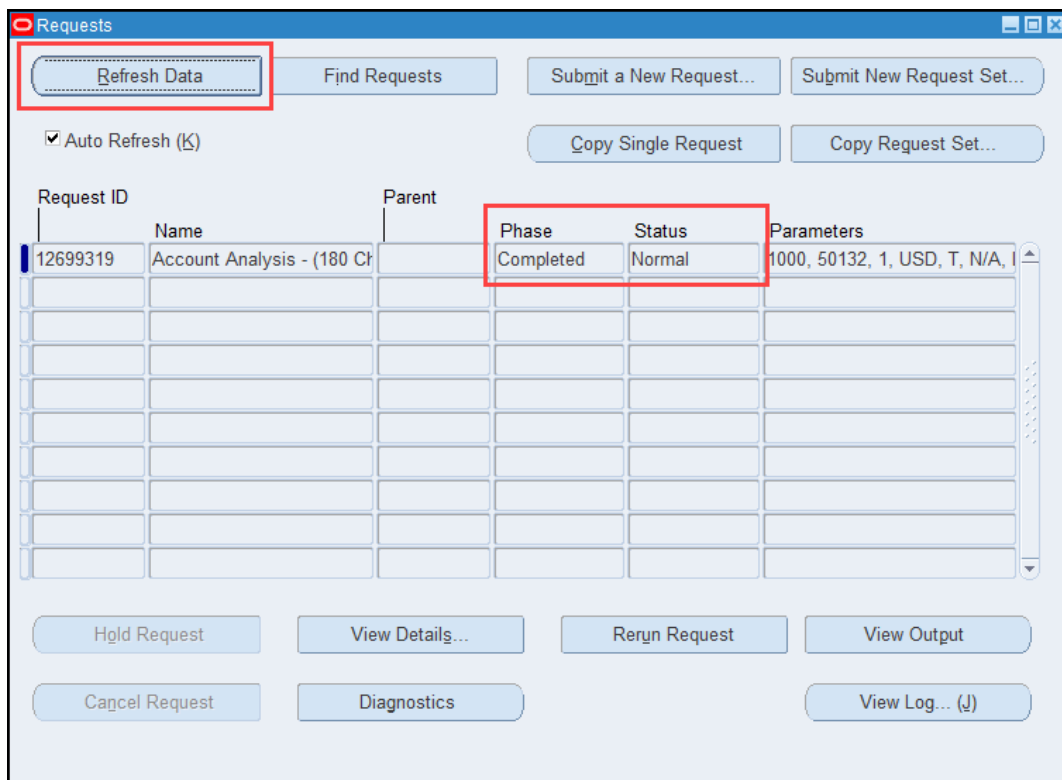 Requests
Refresh Data Find Requests Submit a New Request... Submit New Request Set...
Auto Refresh (K) Copy Single Request Copy Request Set...
Request ID Parent
Name Phase Status Parameters
12699319 Account Analysis - (180 Ch Completed Normal 1000, 50132, 1, USD, T, N/A,
Hold Request View Details... Rerun Request View Output
Cancel Request Diagnostics View Log... (J)